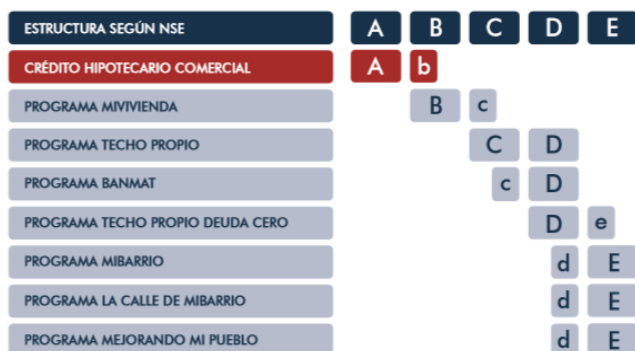 ESTRUCTURA SEGÚN NSE A B C D E
CRÉDITO HIPOTECARIO COMERCIAL A b
PROGRAMA MIVIVIENDA B c
PROGRAMA TECHO PROPIO C D
PROGRAMA BANMAT c D
PROGRAMA TECHO PROPIO DEUDA CERO D e
PROGRAMA MIBARRIO d E
PROGRAMA LA CALLE DE MIBARRIO d E
PROGRAMA MEJORANDO MI PUEBLO d E